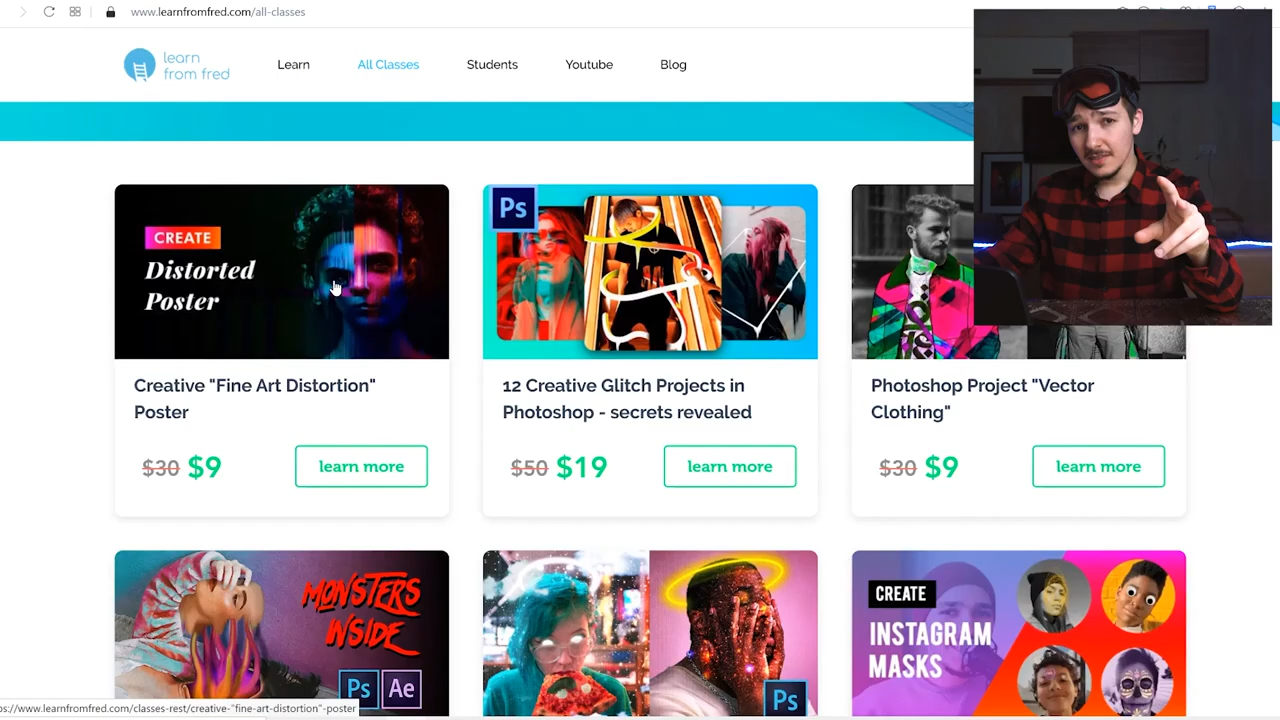 www.learnfromfred.com/all-classes
learn
from fred
Learn
All Classes
Students
Youtube
Blog
CREATE
Distorted
Poster
Ps
Creative "Fine Art Distortion"
Poster
$30 $9
learn more
12 Creative Glitch Projects in
Photoshop - secrets revealed
$50 $19
learn more
Photoshop Project "Vector
Clothing"
$30 $9
learn more
MONSTERS
INSIDE
Ps Ae
Ps
CREATE
INSTAGRAM
MASKS
ps://www.learnfromfred.com/classes-rest/creative-"fine-art-distortion"-poster